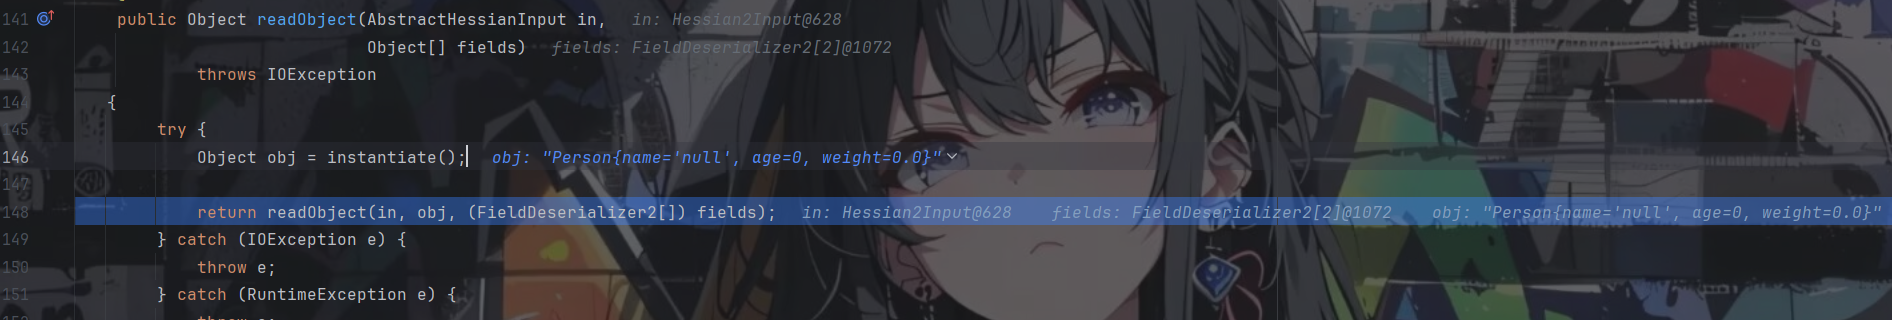 141 public Object readObject(AbstractHessianInput in,   in: Hessian2Input@628
142 Object[] fields)   fields: FieldDeserializer2[2]@1072
143 throws IOException
144 {
145 try {
146 Object obj = instantiate();   obj: "Person{name='null', age=0, weight=0.0}"
147
148 return readObject(in, obj, (FieldDeserializer2[]) fields);   in: Hessian2Input@628   fields: FieldDeserializer2[2]@1072   obj: "Person{name='null', age=0, weight=0.0}"
149 } catch (IOException e) {
150 throw e;
151 } catch (RuntimeException e) {